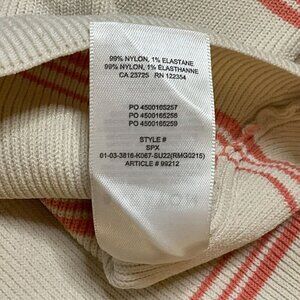 99% NYLON, 1% ELASTANE
99% NYLON, 1% ÉLASTHANNE
CA 23725 RN 122354
PO 4500165257
PO 4500165258
PO 4500165259
STYLE #
SPX
01-03-3816-K067-SU22(RMG0215)
ARTICLE # 99212